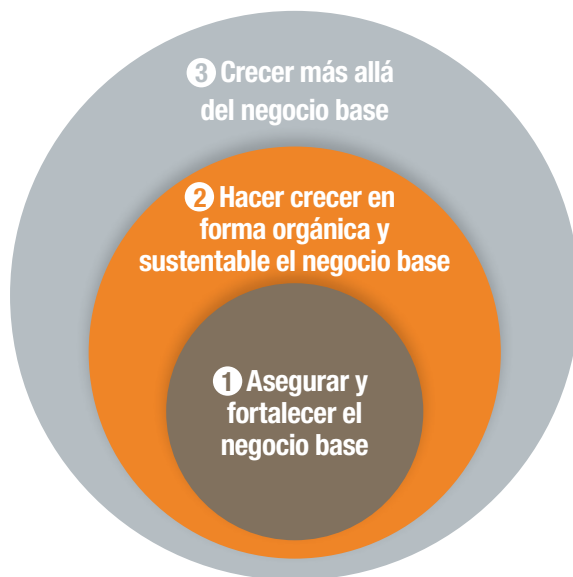 3 Crecer más allá
del negocio base
2 Hacer crecer en
forma orgánica y
sustentable el negocio base
1 Asegurar y
fortalecer el
negocio base